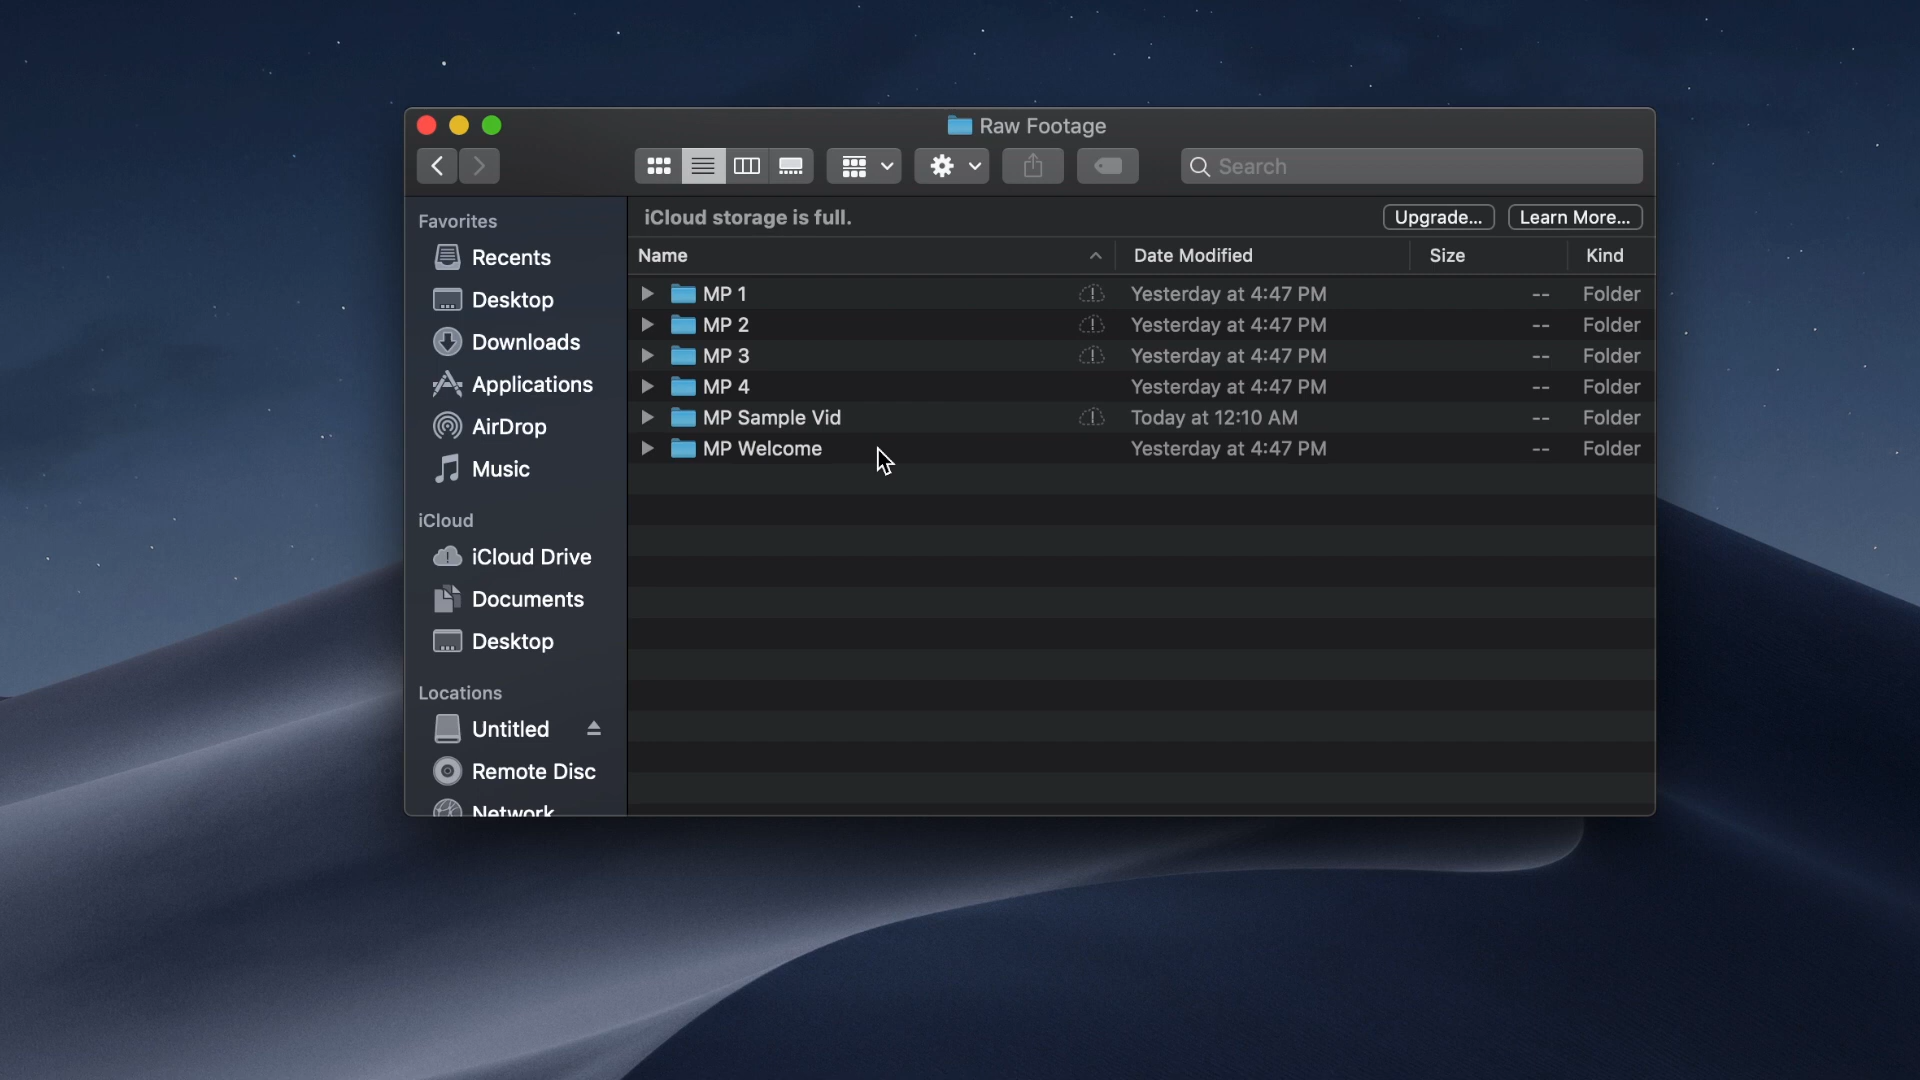 Raw Footage
Search
Favorites
Recents
Desktop
Downloads
Applications
AirDrop
Music
iCloud
iCloud Drive
Documents
Desktop
Locations
Untitled
Remote Disc
Network
iCloud storage is full.
Upgrade...
Learn More...
Name Date Modified Size Kind
MP 1 Yesterday at 4:47 PM -- Folder
MP 2 Yesterday at 4:47 PM -- Folder
MP 3 Yesterday at 4:47 PM -- Folder
MP 4 Yesterday at 4:47 PM -- Folder
MP Sample Vid Today at 12:10 AM -- Folder
MP Welcome Yesterday at 4:47 PM -- Folder